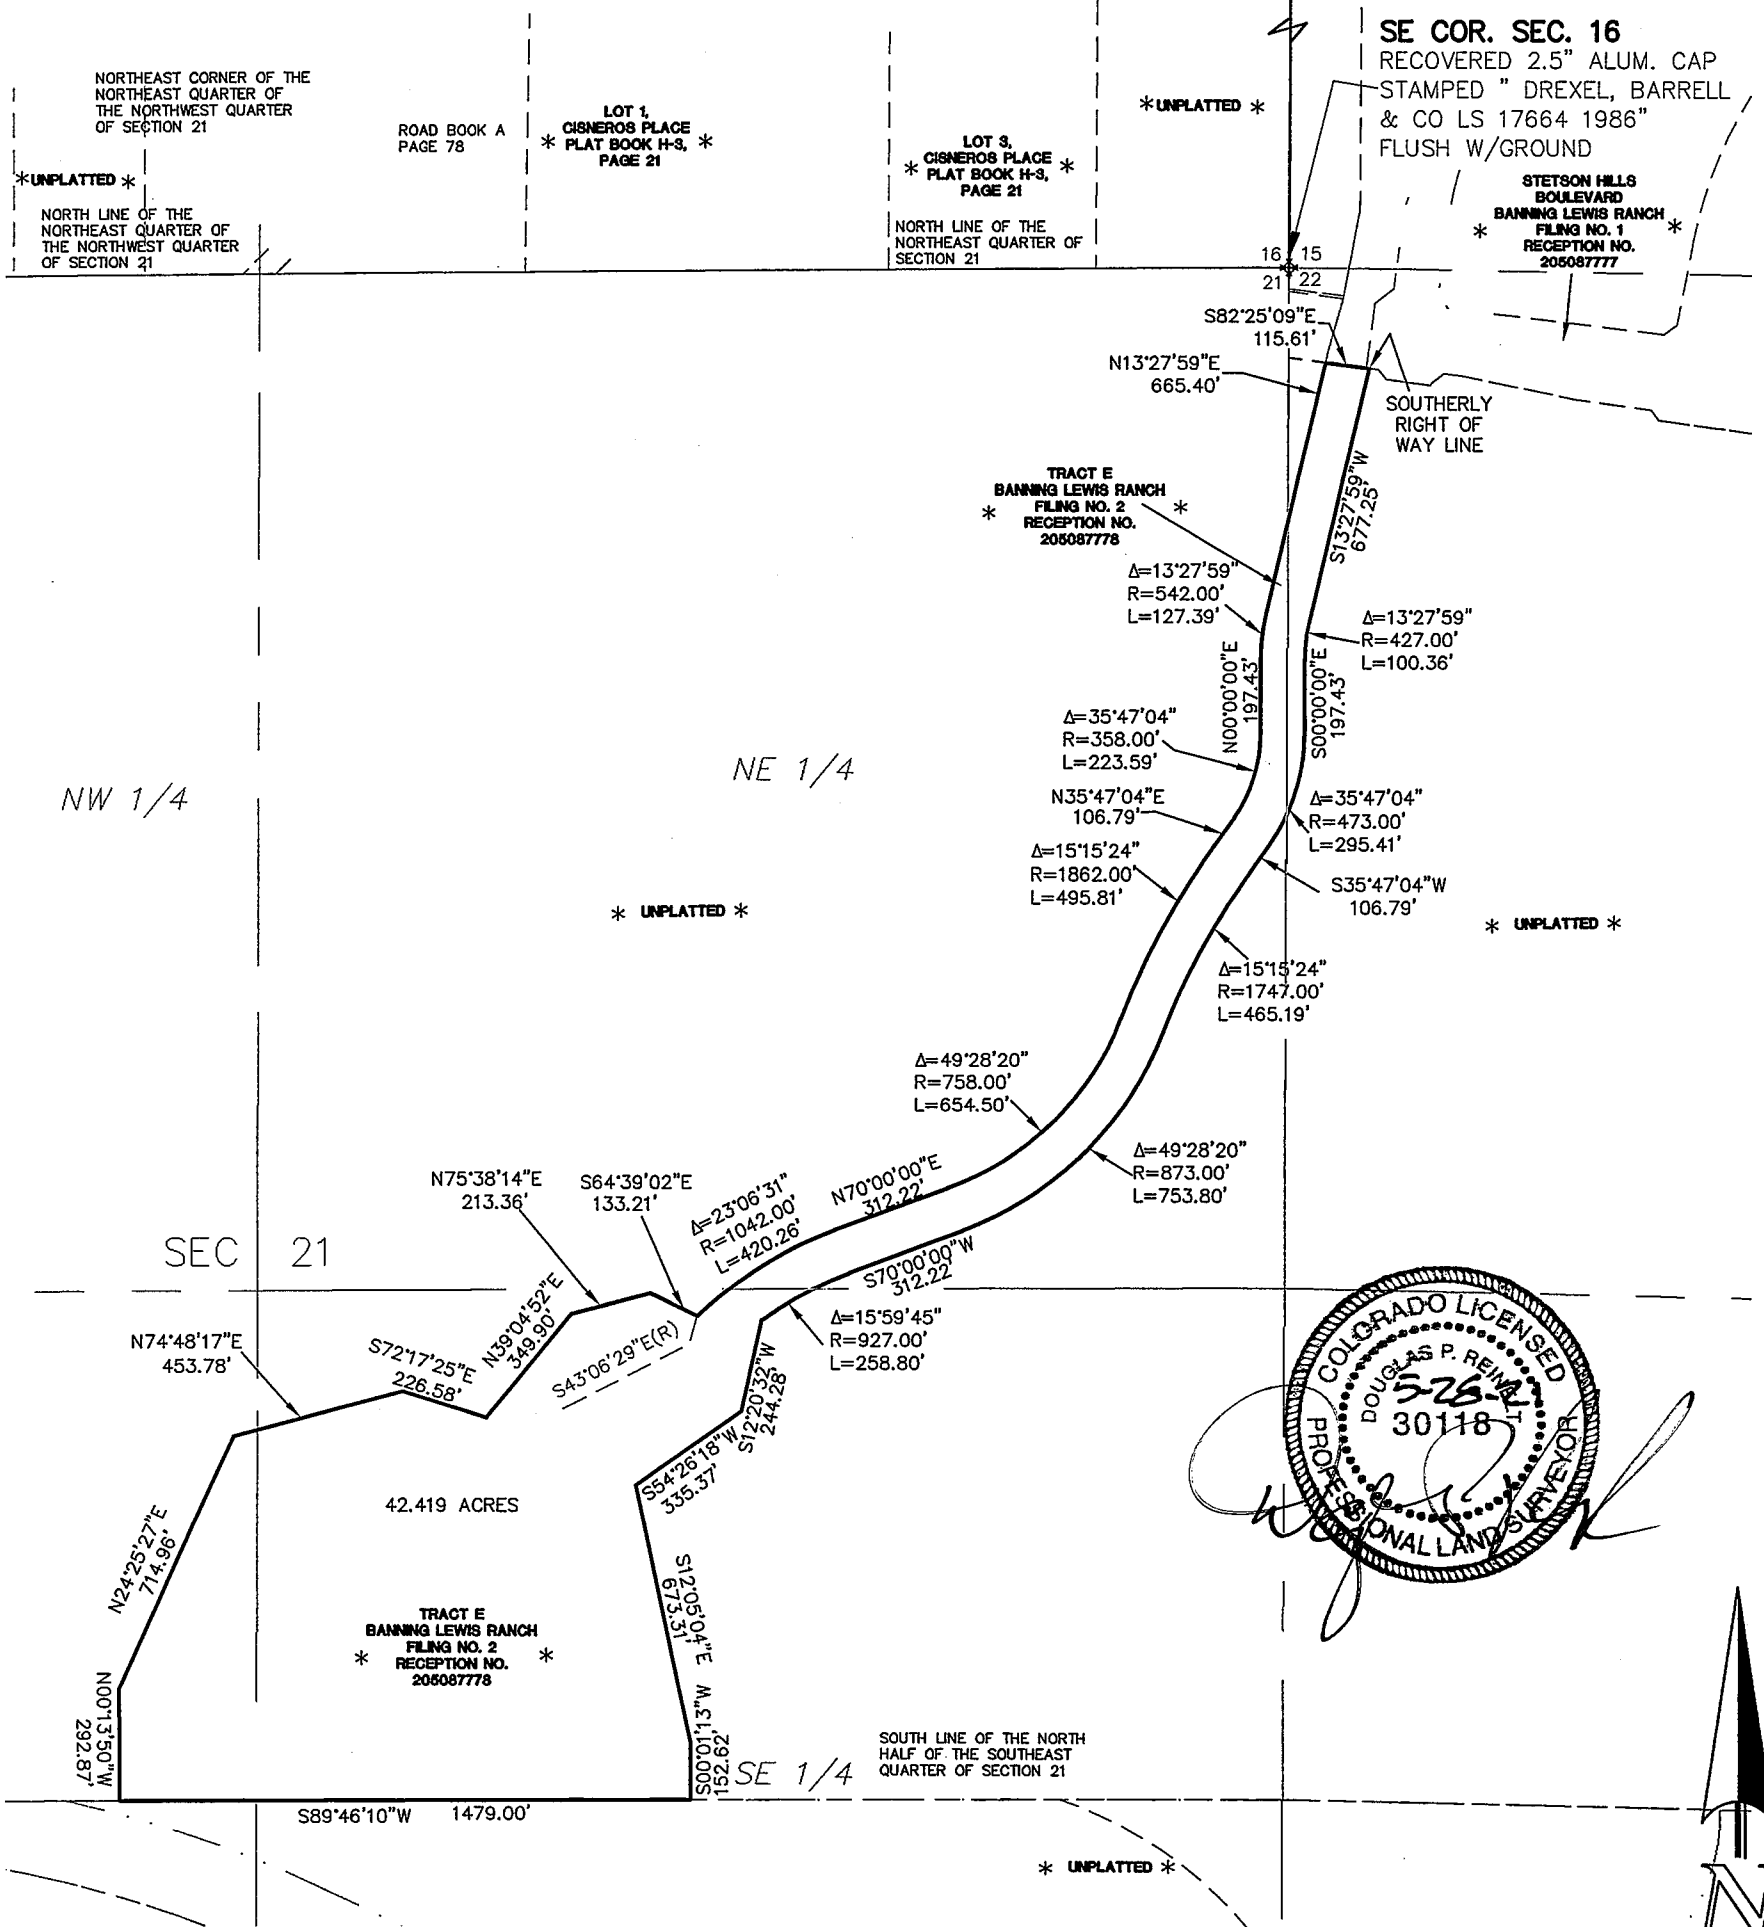 SE COR. SEC. 16
RECOVERED 2.5" ALUM. CAP
STAMPED " DREXEL, BARRELL
& CO LS 17664 1986"
FLUSH W/GROUND
NORTHEAST CORNER OF THE
NORTHEAST QUARTER OF
THE NORTHWEST QUARTER
OF SECTION 21
ROAD BOOK A
PAGE 78
LOT 1,
CISNEROS PLACE
* PLAT BOOK H-3, *
PAGE 21
LOT 3,
CISNEROS PLACE
* PLAT BOOK H-3, *
PAGE 21
* UNPLATTED *
* UNPLATTED *
STETSON HILLS
BOULEVARD
BANNING LEWIS RANCH
* FILING NO. 1 *
RECEPTION NO.
205087777
NORTH LINE OF THE
NORTHEAST QUARTER OF
THE NORTHWEST QUARTER
OF SECTION 21
NORTH LINE OF THE
NORTHEAST QUARTER OF
SECTION 21
16 15
21 22
S82°25'09"E
115.61'
N13°27'59"E
665.40'
SOUTHERLY
RIGHT OF
WAY LINE
S13°27'59"W
677.25'
TRACT E
BANNING LEWIS RANCH
* FILING NO. 2 *
RECEPTION NO.
205087778
Δ=13°27'59"
R=542.00'
L=127.39'
Δ=13°27'59"
R=427.00'
L=100.36'
N00°00'00"E
197.43'
S00°00'00"E
197.43'
Δ=35°47'04"
R=358.00'
L=223.59'
NE 1/4
NW 1/4
N35°47'04"E
106.79'
Δ=35°47'04"
R=473.00'
L=295.41'
Δ=15°15'24"
R=1862.00'
L=495.81'
S35°47'04"W
106.79'
* UNPLATTED *
* UNPLATTED *
Δ=15°15'24"
R=1747.00'
L=465.19'
Δ=49°28'20"
R=758.00'
L=654.50'
Δ=49°28'20"
R=873.00'
L=753.80'
N75°38'14"E
213.36'
S64°39'02"E
133.21'
Δ=23°06'31"
R=1042.00'
L=420.26'
N70°00'00"E
312.22'
S70°00'00"W
312.22'
SEC 21
N74°48'17"E
453.78'
S72°17'25"E
226.58'
N39°04'52"E
349.90'
S43°06'29"E(R)
Δ=15°59'45"
R=927.00'
L=258.80'
S12°20'32"W
244.28'
S54°26'18"W
335.37'
COLORADO LICENSED
DOUGLAS P. REINELT
30118
PROFESSIONAL LAND SURVEYOR
42.419 ACRES
N24°25'27"E
714.96'
S12°05'04"E
673.31'
TRACT E
BANNING LEWIS RANCH
* FILING NO. 2 *
RECEPTION NO.
205087778
N00°13'50"W
292.87'
S00°01'13"W
152.62'
SE 1/4
SOUTH LINE OF THE NORTH
HALF OF THE SOUTHEAST
QUARTER OF SECTION 21
S89°46'10"W 1479.00'
* UNPLATTED *
N